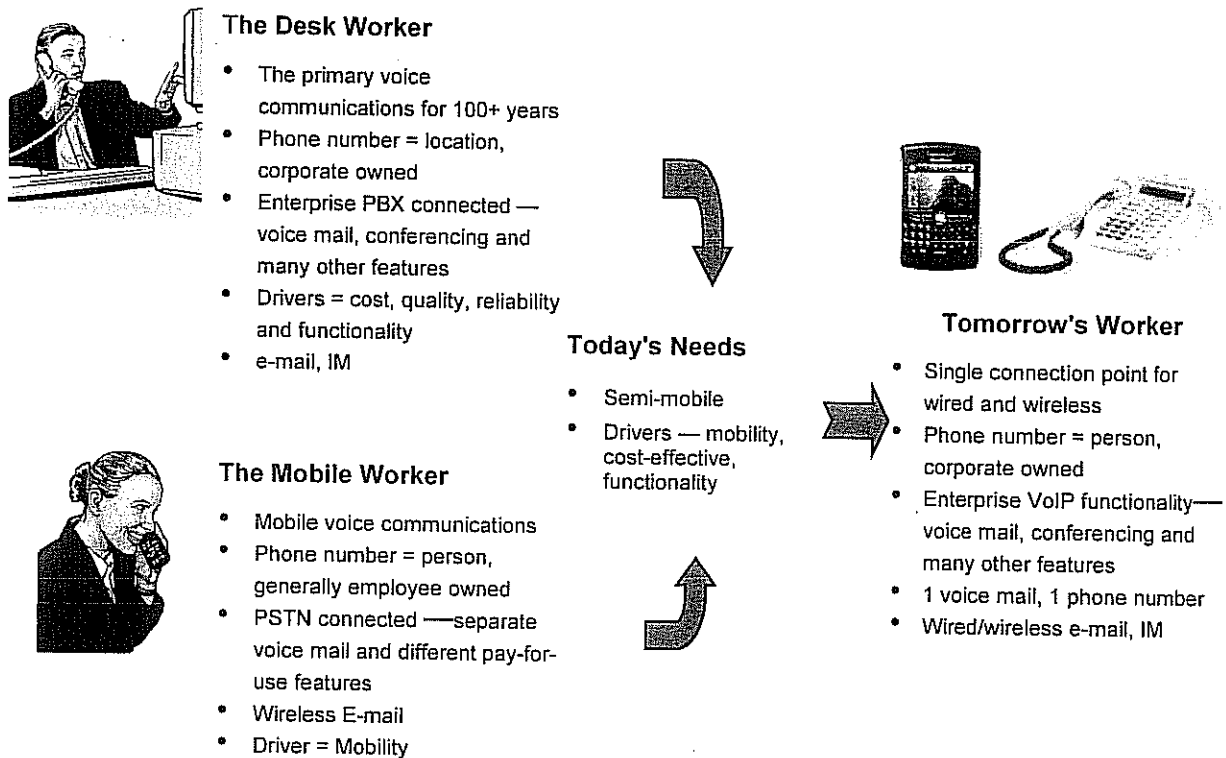 The Desk Worker
• The primary voice
communications for 100+ years
• Phone number = location,
corporate owned
• Enterprise PBX connected —
voice mail, conferencing and
many other features
• Drivers = cost, quality, reliability
and functionality
• e-mail, IM
The Mobile Worker
• Mobile voice communications
• Phone number = person,
generally employee owned
• PSTN connected —separate
voice mail and different pay-for-
use features
• Wireless E-mail
• Driver = Mobility
Today's Needs
• Semi-mobile
• Drivers — mobility,
cost-effective,
functionality
Tomorrow's Worker
• Single connection point for
wired and wireless
• Phone number = person,
corporate owned
• Enterprise VoIP functionality—
voice mail, conferencing and
many other features
• 1 voice mail, 1 phone number
• Wired/wireless e-mail, IM